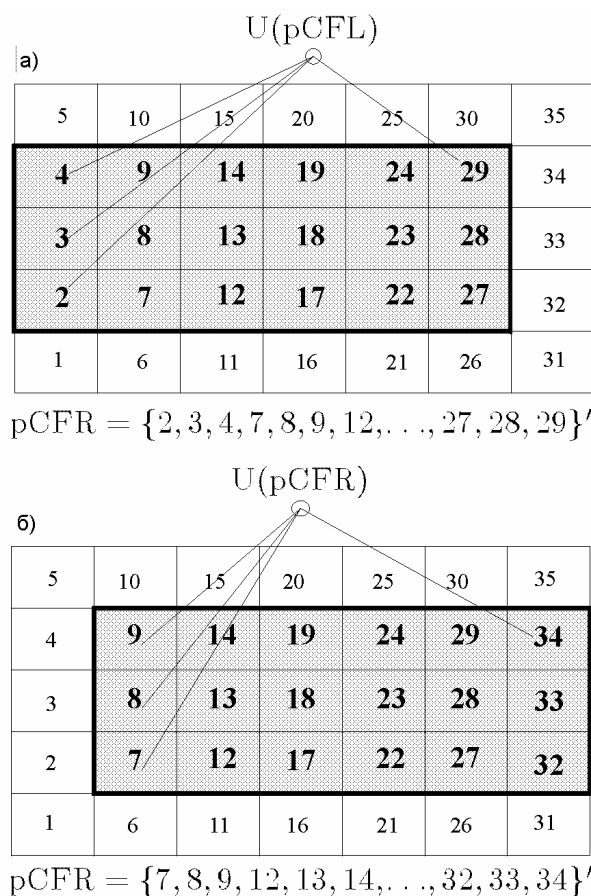 U(pCFL)
а)
5 10 15 20 25 30 35
4 9 14 19 24 29 34
3 8 13 18 23 28 33
2 7 12 17 22 27 32
1 6 11 16 21 26 31
pCFR = {2, 3, 4, 7, 8, 9, 12,. . ., 27, 28, 29}′
U(pCFR)
б)
5 10 15 20 25 30 35
4 9 14 19 24 29 34
3 8 13 18 23 28 33
2 7 12 17 22 27 32
1 6 11 16 21 26 31
pCFR = {7, 8, 9, 12, 13, 14,. . ., 32, 33, 34}′